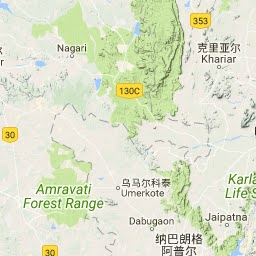 353
Nagari
克里亚尔
Khariar
130C
30
Karla
Life S
Amravati
Forest Range
乌马尔科泰
Umerkote
Dabugaon
Jaipatna
纳巴朗格
阿普尔
30